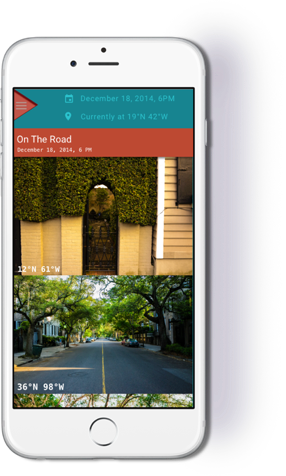 December 18, 2014, 6PM
Currently at 19°N 42°W
On The Road
December 18, 2014, 6 PM
12°N 61°W
36°N 98°W